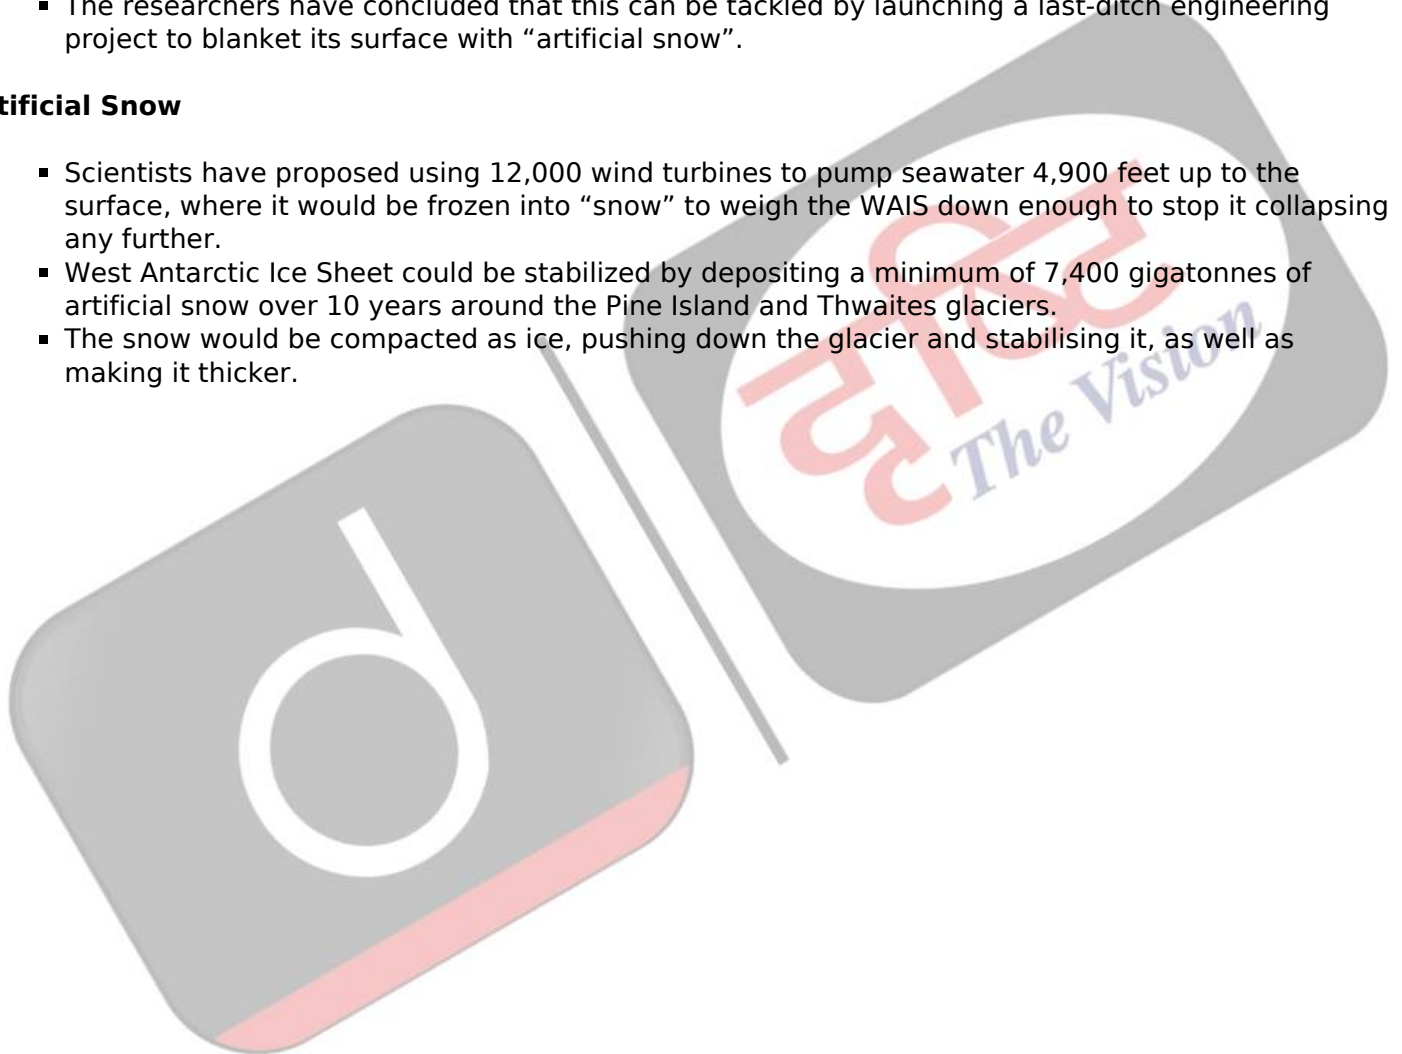 The researchers have concluded that this can be tackled by launching a last-ditch engineering
project to blanket its surface with “artificial snow”.
tificial Snow
Scientists have proposed using 12,000 wind turbines to pump seawater 4,900 feet up to the
surface, where it would be frozen into “snow” to weigh the WAIS down enough to stop it collapsing
any further.
West Antarctic Ice Sheet could be stabilized by depositing a minimum of 7,400 gigatonnes of
artificial snow over 10 years around the Pine Island and Thwaites glaciers.
The snow would be compacted as ice, pushing down the glacier and stabilising it, as well as
making it thicker.
दृष्टि
The Vision
d